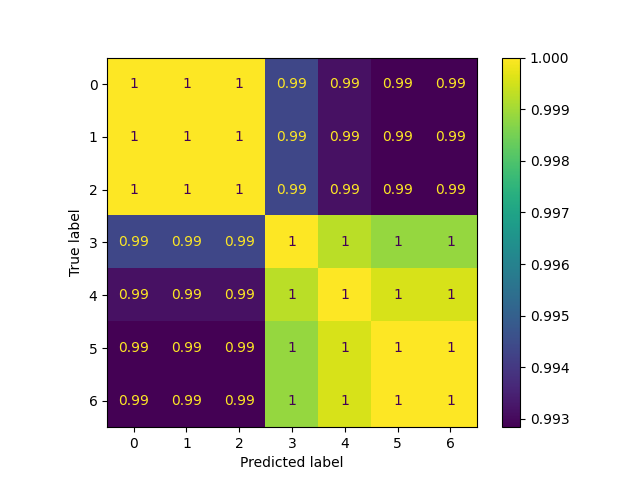 0 1 1 1 0.99 0.99 0.99 0.99
1 1 1 1 0.99 0.99 0.99 0.99
2 1 1 1 0.99 0.99 0.99 0.99
3 0.99 0.99 0.99 1 1 1 1
4 0.99 0.99 0.99 1 1 1 1
5 0.99 0.99 0.99 1 1 1 1
6 0.99 0.99 0.99 1 1 1 1
0 1 2 3 4 5 6
True label
Predicted label
1.000
0.999
0.998
0.997
0.996
0.995
0.994
0.993